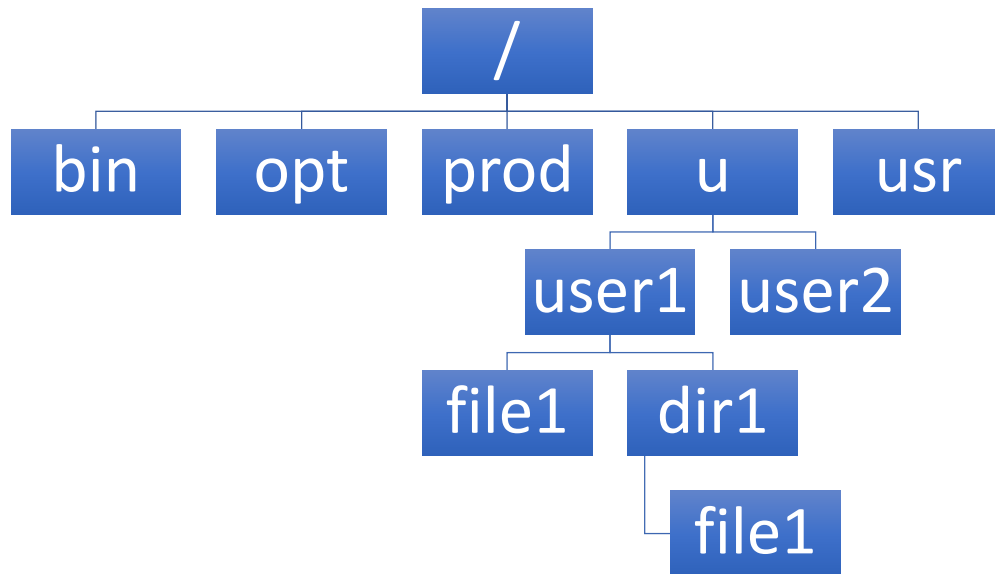 /
bin opt prod u usr
user1 user2
file1 dir1
file1